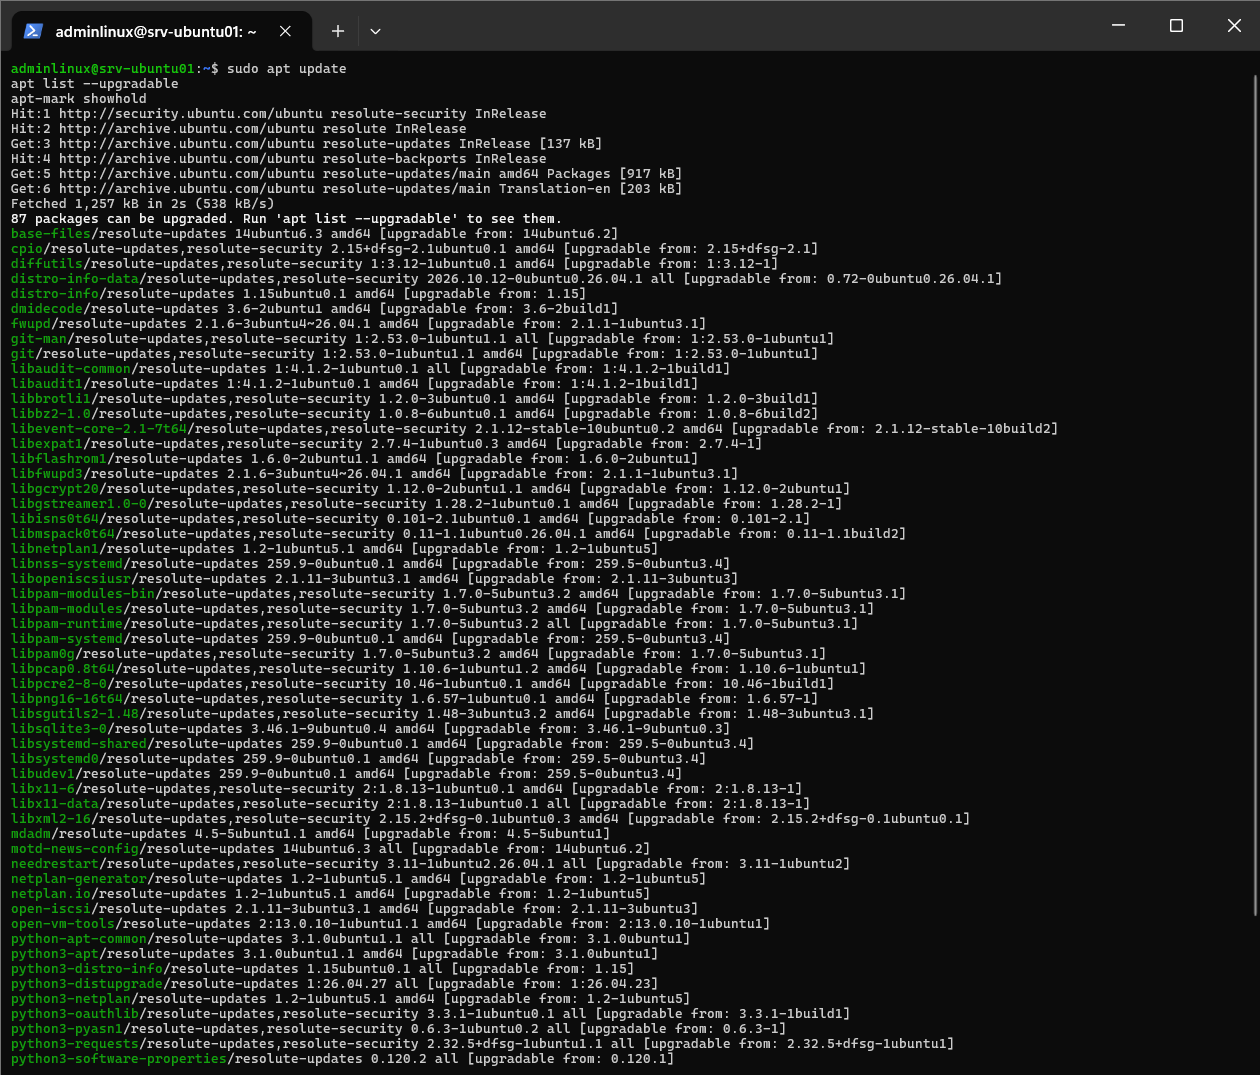 adminlinux@srv-ubuntu01: ~
adminlinux@srv-ubuntu01:~$ sudo apt update
apt list --upgradable
apt-mark showhold
Hit:1 http://security.ubuntu.com/ubuntu resolute-security InRelease
Hit:2 http://archive.ubuntu.com/ubuntu resolute InRelease
Get:3 http://archive.ubuntu.com/ubuntu resolute-updates InRelease [137 kB]
Hit:4 http://archive.ubuntu.com/ubuntu resolute-backports InRelease
Get:5 http://archive.ubuntu.com/ubuntu resolute-updates/main amd64 Packages [917 kB]
Get:6 http://archive.ubuntu.com/ubuntu resolute-updates/main Translation-en [203 kB]
Fetched 1,257 kB in 2s (538 kB/s)
87 packages can be upgraded. Run 'apt list --upgradable' to see them.
base-files/resolute-updates 14ubuntu6.3 amd64 [upgradable from: 14ubuntu6.2]
cpio/resolute-updates,resolute-security 2.15+dfsg-2.1ubuntu0.1 amd64 [upgradable from: 2.15+dfsg-2.1]
diffutils/resolute-updates,resolute-security 1:3.12-1ubuntu0.1 amd64 [upgradable from: 1:3.12-1]
distro-info-data/resolute-updates,resolute-security 2026.10.12-0ubuntu0.26.04.1 all [upgradable from: 0.72-0ubuntu0.26.04.1]
distro-info/resolute-updates 1.15ubuntu0.1 amd64 [upgradable from: 1.15]
dmidecode/resolute-updates 3.6-2ubuntu1 amd64 [upgradable from: 3.6-2build1]
fwupd/resolute-updates 2.1.6-3ubuntu4~26.04.1 amd64 [upgradable from: 2.1.1-1ubuntu3.1]
git-man/resolute-updates,resolute-security 1:2.53.0-1ubuntu1.1 all [upgradable from: 1:2.53.0-1ubuntu1]
git/resolute-updates,resolute-security 1:2.53.0-1ubuntu1.1 amd64 [upgradable from: 1:2.53.0-1ubuntu1]
libaudit-common/resolute-updates 1:4.1.2-1ubuntu0.1 all [upgradable from: 1:4.1.2-1build1]
libaudit1/resolute-updates 1:4.1.2-1ubuntu0.1 amd64 [upgradable from: 1:4.1.2-1build1]
libbrotli1/resolute-updates,resolute-security 1.2.0-3ubuntu0.1 amd64 [upgradable from: 1.2.0-3build1]
libbz2-1.0/resolute-updates,resolute-security 1.0.8-6ubuntu0.1 amd64 [upgradable from: 1.0.8-6build2]
libevent-core-2.1-7t64/resolute-updates,resolute-security 2.1.12-stable-10ubuntu0.2 amd64 [upgradable from: 2.1.12-stable-10build2]
libexpat1/resolute-updates,resolute-security 2.7.4-1ubuntu0.3 amd64 [upgradable from: 2.7.4-1]
libflashrom1/resolute-updates 1.6.0-2ubuntu1.1 amd64 [upgradable from: 1.6.0-2ubuntu1]
libfwupd3/resolute-updates 2.1.6-3ubuntu4~26.04.1 amd64 [upgradable from: 2.1.1-1ubuntu3.1]
libgcrypt20/resolute-updates,resolute-security 1.12.0-2ubuntu1.1 amd64 [upgradable from: 1.12.0-2ubuntu1]
libgstreamer1.0-0/resolute-updates,resolute-security 1.28.2-1ubuntu0.1 amd64 [upgradable from: 1.28.2-1]
libisns0t64/resolute-updates,resolute-security 0.101-2.1ubuntu0.1 amd64 [upgradable from: 0.101-2.1]
libmspack0t64/resolute-updates,resolute-security 0.11-1.1ubuntu0.26.04.1 amd64 [upgradable from: 0.11-1.1build2]
libnetplan1/resolute-updates 1.2-1ubuntu5.1 amd64 [upgradable from: 1.2-1ubuntu5]
libnss-systemd/resolute-updates 259.9-0ubuntu0.1 amd64 [upgradable from: 259.5-0ubuntu3.4]
libopeniscsiusr/resolute-updates 2.1.11-3ubuntu3.1 amd64 [upgradable from: 2.1.11-3ubuntu3]
libpam-modules-bin/resolute-updates,resolute-security 1.7.0-5ubuntu3.2 amd64 [upgradable from: 1.7.0-5ubuntu3.1]
libpam-modules/resolute-updates,resolute-security 1.7.0-5ubuntu3.2 amd64 [upgradable from: 1.7.0-5ubuntu3.1]
libpam-runtime/resolute-updates,resolute-security 1.7.0-5ubuntu3.2 all [upgradable from: 1.7.0-5ubuntu3.1]
libpam-systemd/resolute-updates 259.9-0ubuntu0.1 amd64 [upgradable from: 259.5-0ubuntu3.4]
libpam0g/resolute-updates,resolute-security 1.7.0-5ubuntu3.2 amd64 [upgradable from: 1.7.0-5ubuntu3.1]
libpcap0.8t64/resolute-updates,resolute-security 1.10.6-1ubuntu1.2 amd64 [upgradable from: 1.10.6-1ubuntu1]
libpcre2-8-0/resolute-updates,resolute-security 10.46-1ubuntu0.1 amd64 [upgradable from: 10.46-1build1]
libpng16-16t64/resolute-updates,resolute-security 1.6.57-1ubuntu0.1 amd64 [upgradable from: 1.6.57-1]
libsgutils2-1.48/resolute-updates,resolute-security 1.48-3ubuntu3.2 amd64 [upgradable from: 1.48-3ubuntu3.1]
libsqlite3-0/resolute-updates 3.46.1-9ubuntu0.4 amd64 [upgradable from: 3.46.1-9ubuntu0.3]
libsystemd-shared/resolute-updates 259.9-0ubuntu0.1 amd64 [upgradable from: 259.5-0ubuntu3.4]
libsystemd0/resolute-updates 259.9-0ubuntu0.1 amd64 [upgradable from: 259.5-0ubuntu3.4]
libudev1/resolute-updates 259.9-0ubuntu0.1 amd64 [upgradable from: 259.5-0ubuntu3.4]
libx11-6/resolute-updates,resolute-security 2:1.8.13-1ubuntu0.1 amd64 [upgradable from: 2:1.8.13-1]
libx11-data/resolute-updates,resolute-security 2:1.8.13-1ubuntu0.1 all [upgradable from: 2:1.8.13-1]
libxml2-16/resolute-updates,resolute-security 2.15.2+dfsg-0.1ubuntu0.3 amd64 [upgradable from: 2.15.2+dfsg-0.1ubuntu0.1]
mdadm/resolute-updates 4.5-5ubuntu1.1 amd64 [upgradable from: 4.5-5ubuntu1]
motd-news-config/resolute-updates 14ubuntu6.3 all [upgradable from: 14ubuntu6.2]
needrestart/resolute-updates,resolute-security 3.11-1ubuntu2.26.04.1 all [upgradable from: 3.11-1ubuntu2]
netplan-generator/resolute-updates 1.2-1ubuntu5.1 amd64 [upgradable from: 1.2-1ubuntu5]
netplan.io/resolute-updates 1.2-1ubuntu5.1 amd64 [upgradable from: 1.2-1ubuntu5]
open-iscsi/resolute-updates 2.1.11-3ubuntu3.1 amd64 [upgradable from: 2.1.11-3ubuntu3]
open-vm-tools/resolute-updates 2:13.0.10-1ubuntu1.1 amd64 [upgradable from: 2:13.0.10-1ubuntu1]
python-apt-common/resolute-updates 3.1.0ubuntu1.1 all [upgradable from: 3.1.0ubuntu1]
python3-apt/resolute-updates 3.1.0ubuntu1.1 amd64 [upgradable from: 3.1.0ubuntu1]
python3-distro-info/resolute-updates 1.15ubuntu0.1 all [upgradable from: 1.15]
python3-distupgrade/resolute-updates 1:26.04.27 all [upgradable from: 1:26.04.23]
python3-netplan/resolute-updates 1.2-1ubuntu5.1 amd64 [upgradable from: 1.2-1ubuntu5]
python3-oauthlib/resolute-updates,resolute-security 3.3.1-1ubuntu0.1 all [upgradable from: 3.3.1-1build1]
python3-pyasn1/resolute-updates,resolute-security 0.6.3-1ubuntu0.2 all [upgradable from: 0.6.3-1]
python3-requests/resolute-updates,resolute-security 2.32.5+dfsg-1ubuntu1.1 all [upgradable from: 2.32.5+dfsg-1ubuntu1]
python3-software-properties/resolute-updates 0.120.2 all [upgradable from: 0.120.1]